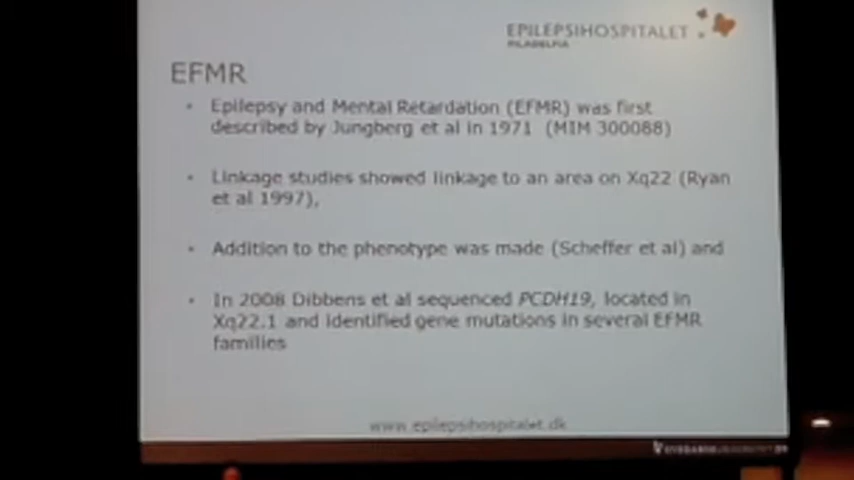 EPILEPSIHOSPITALET
FILADELFIA
EFMR
Epilepsy and Mental Retardation (EFMR) was first
described by Jungberg et al in 1971 (MIM 300088)
Linkage studies showed linkage to an area on Xq22 (Ryan
et al 1997),
Addition to the phenotype was made (Scheffer et al) and
In 2008 Dibbens et al sequenced PCDH19, located in
Xq22.1 and identified gene mutations in several EFMR
families
www.epilepsihospitalet.dk